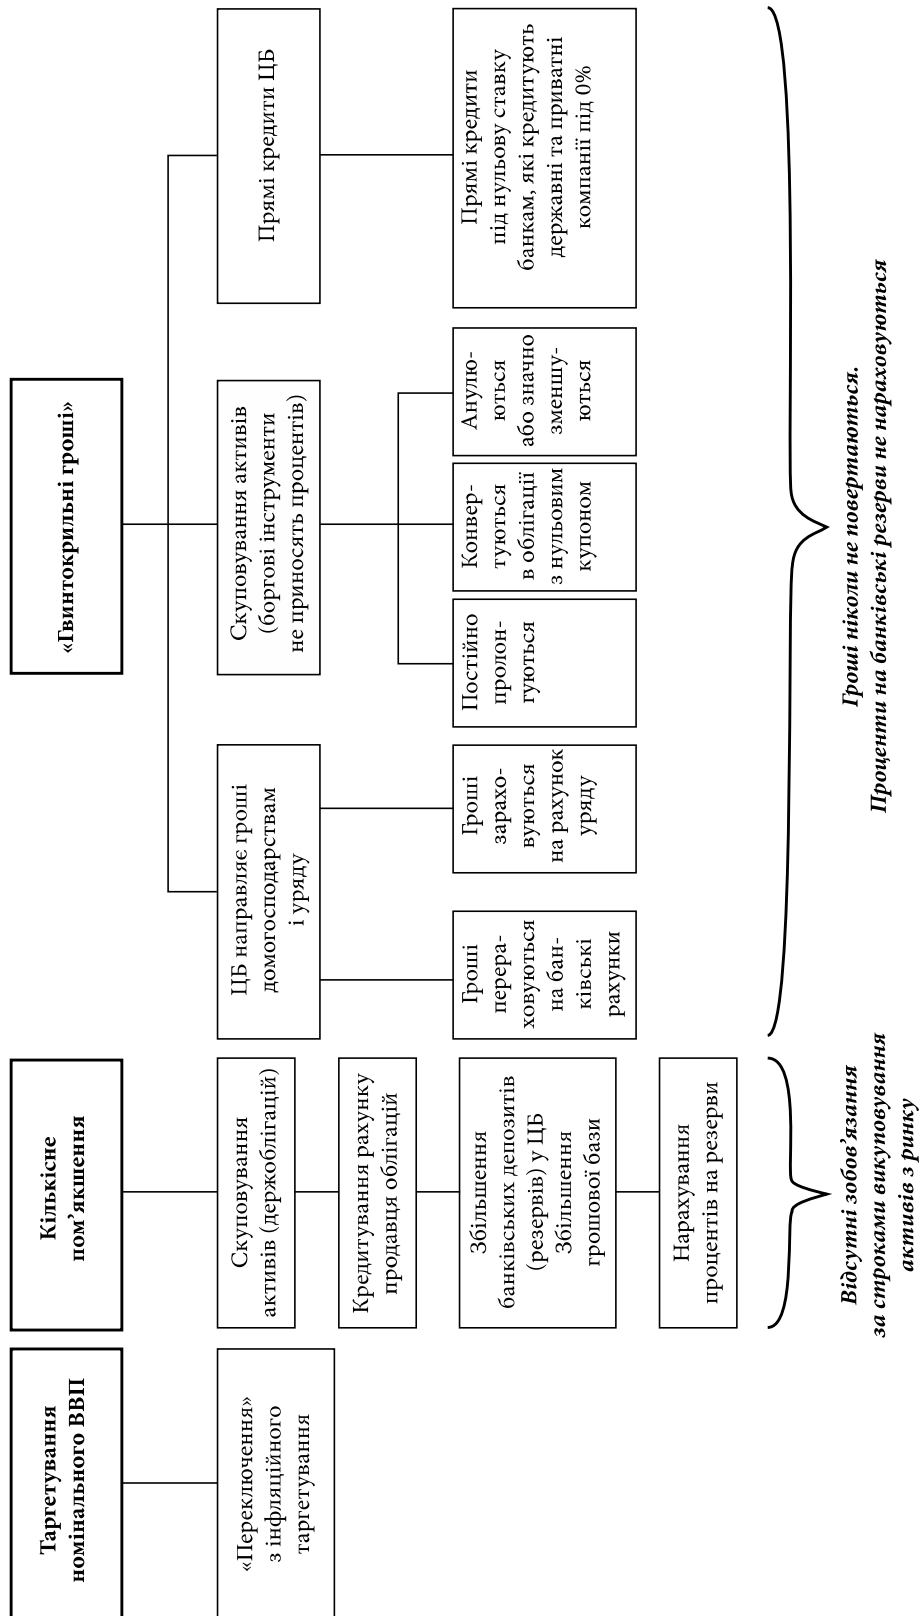 Таргетування
номінального ВВП
«Переключення»
з інфляційного
таргетування
Кількісне
пом’якшення
Скуповування
активів (держоблігацій)
Кредитування рахунку
продавця облігацій
Збільшення
банківських депозитів
(резервів) у ЦБ
Збільшення
грошової бази
Нарахування
процентів на резерви
Відсутні зобов’язання
за строками викуповування
активів з ринку
«Гвинтокрильні гроші»
ЦБ направляє гроші
домогосподарствам
і уряду
Гроші
перера-
ховуються
на бан-
ківські
рахунки
Гроші
зарахо-
вуються
на рахунок
уряду
Скуповування активів
(боргові інструменти
не приносять процентів)
Постійно
пролон-
гуються
Конвер-
туються
в облігації
з нульовим
купоном
Анулю-
ються
або значно
зменшу-
ються
Прямі кредити ЦБ
Прямі кредити
під нульову ставку
банкам, які кредитують
державні та приватні
компанії під 0%
Гроші ніколи не повертаються.
Проценти на банківські резерви не нараховуються